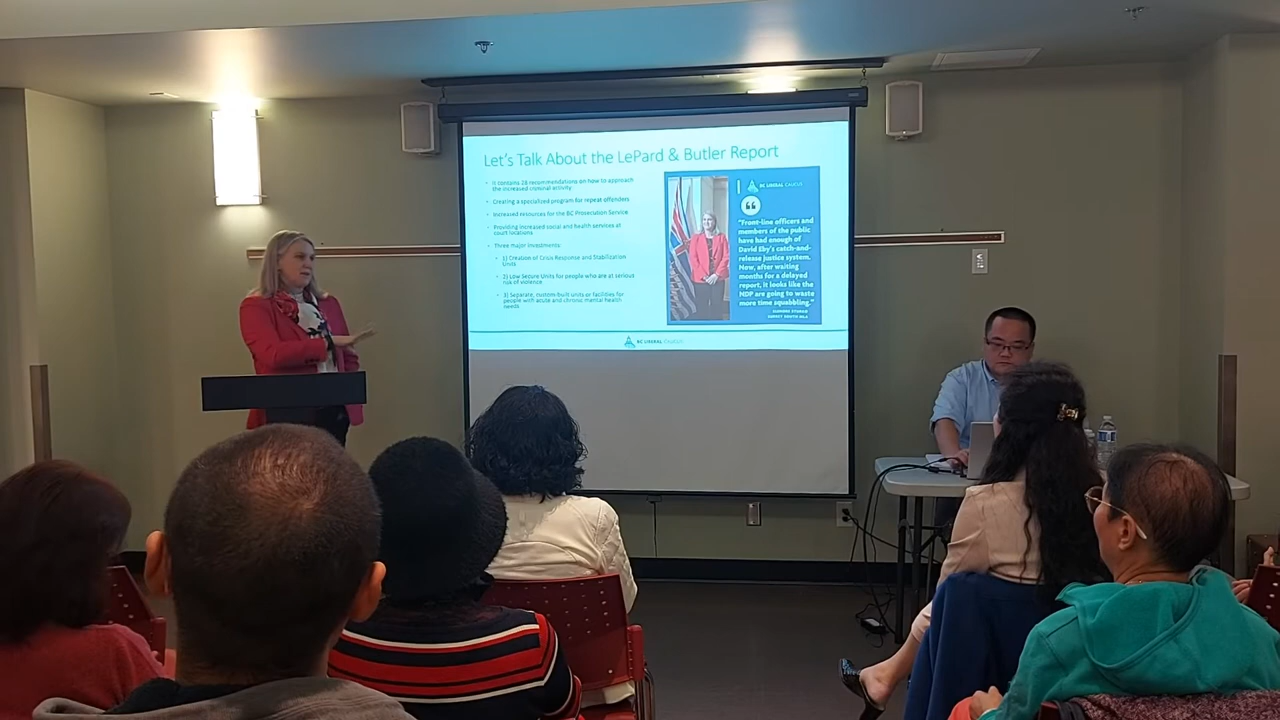 Let's Talk About the LePard & Butler Report
It contains 28 recommendations on how to approach
the increased criminal activity
Creating a specialized program for repeat offenders
Increased resources for the BC Prosecution Service
Providing increased social and health services at
court locations
Three major investments:
1) Creation of Crisis Response and Stabilization
Units
2) Low Secure Units for people who are at serious
risk of violence
3) Separate, custom-built units or facilities for
people with acute and chronic mental health
needs
BC LIBERAL CAUCUS
"Front-line officers and
members of the public
have had enough of
David Eby's catch-and-
release justice system.
Now, after waiting
months for a delayed
report, it looks like the
NDP are going to waste
more time squabbling."
ELENORE STURKO
SURREY SOUTH MLA
BC LIBERAL CAUCUS